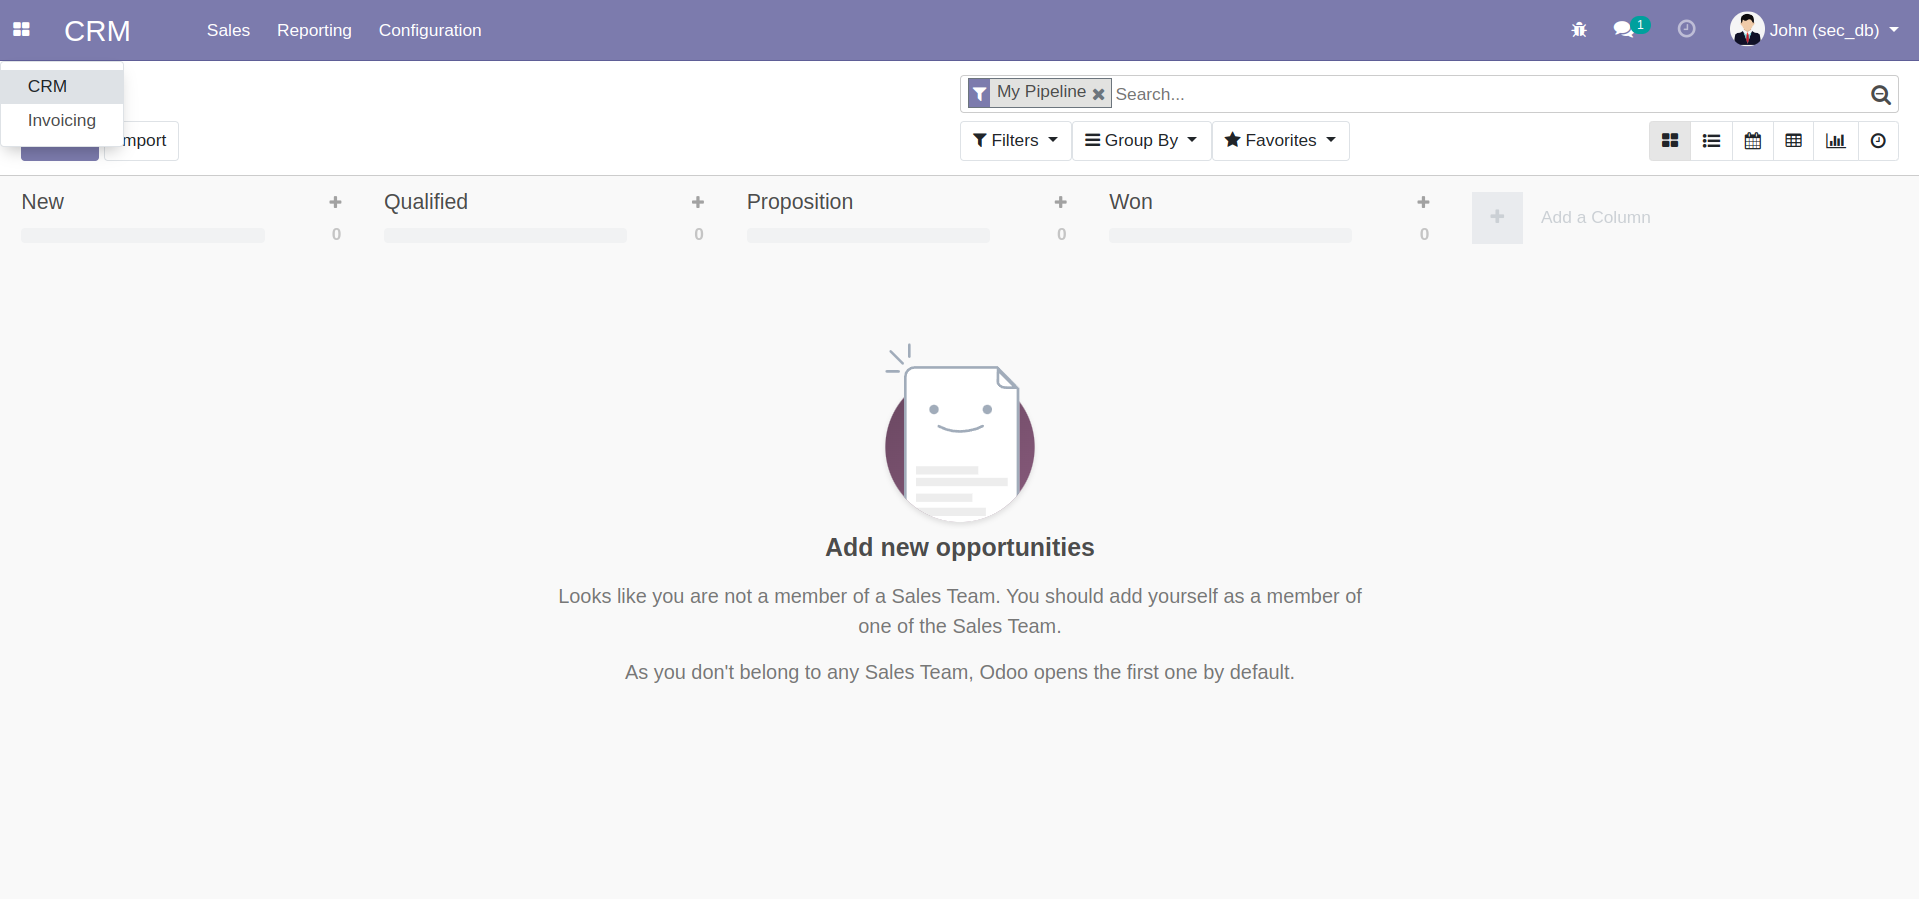 CRM
Sales
Reporting
Configuration
1
John (sec_db)
CRM
Invoicing
My Pipeline
Search...
Filters
Group By
Favorites
New
0
Qualified
0
Proposition
0
Won
0
Add a Column
Add new opportunities
Looks like you are not a member of a Sales Team. You should add yourself as a member of
one of the Sales Team.
As you don't belong to any Sales Team, Odoo opens the first one by default.